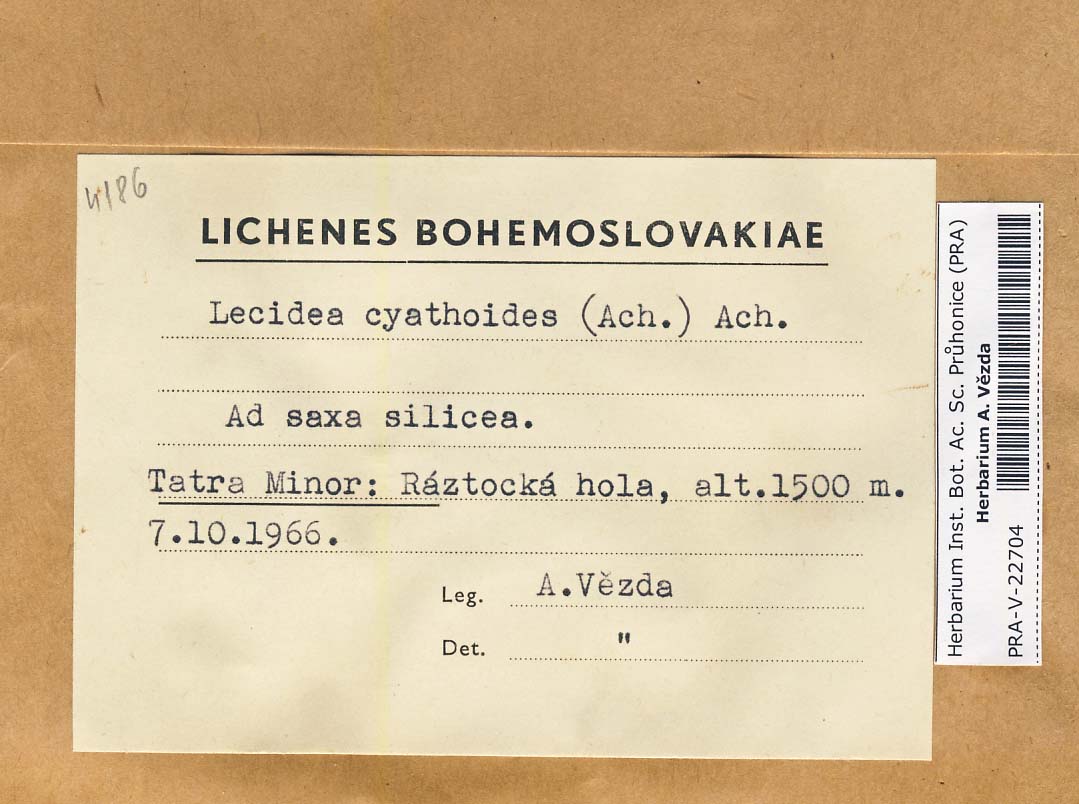 4186
LICHENES BOHEMOSLOVAKIAE
Lecidea cyathoides (Ach.) Ach.
Ad saxa silicea.
Tatra Minor: Ráztocká hola, alt.1500 m.
7.10.1966.
Leg. A.Vězda
Det. "
Herbarium Inst. Bot. Ac. Sc. Průhonice (PRA)
Herbarium A. Vězda
PRA-V-22704